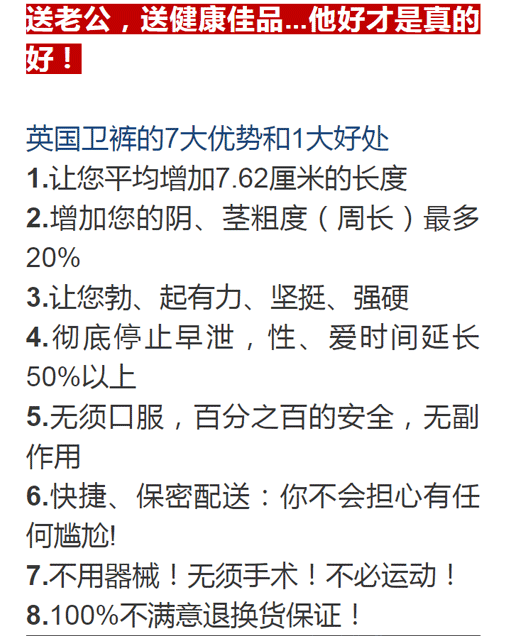 送老公，送健康佳品...他好才是真的
好！
英国卫裤的7大优势和1大好处
1.让您平均增加7.62厘米的长度
2.增加您的阴、茎粗度（周长）最多
20%
3.让您勃、起有力、坚挺、强硬
4.彻底停止早泄，性、爱时间延长
50%以上
5.无须口服，百分之百的安全，无副
作用
6.快捷、保密配送：你不会担心有任
何尴尬!
7.不用器械！无须手术！不必运动！
8.100%不满意退换货保证！